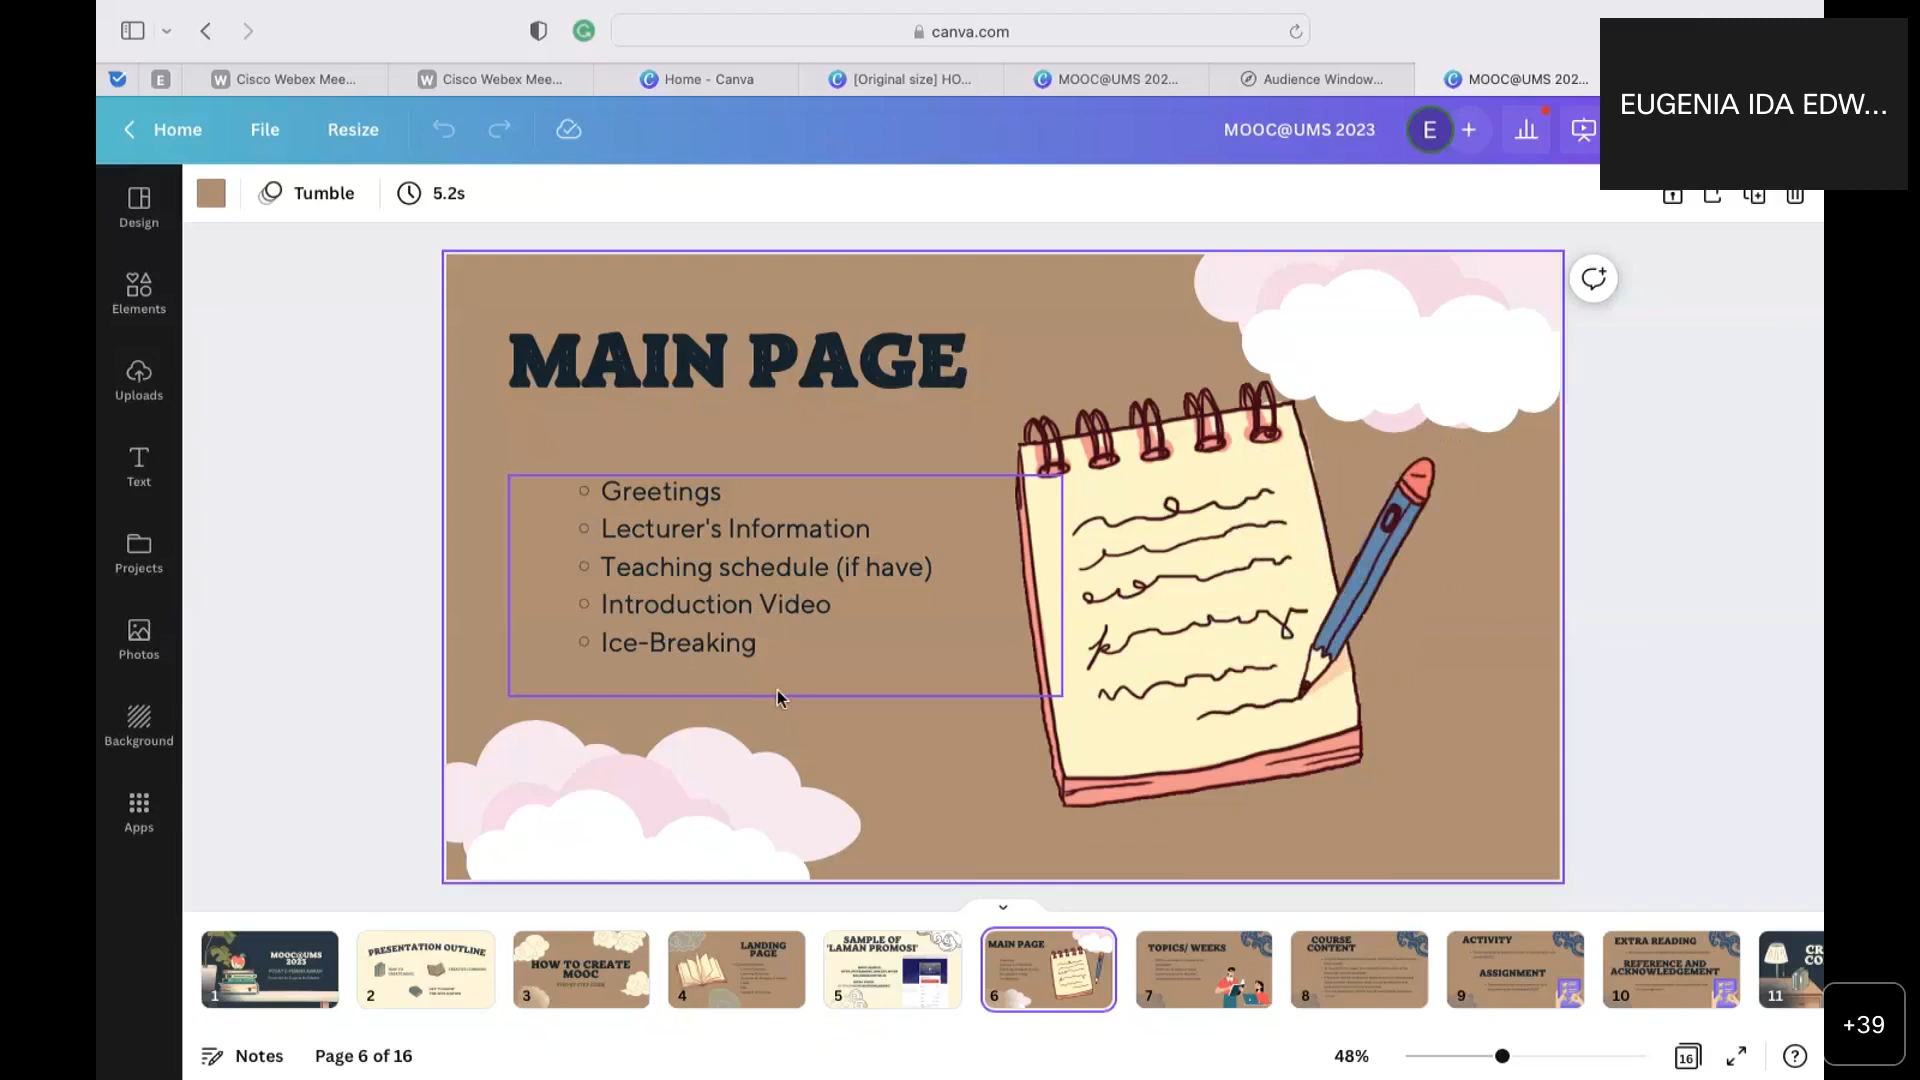 canva.com
EUGENIA IDA EDW...
E
W
Cisco Webex Mee...
W
Cisco Webex Mee...
Home - Canva
[Original size] HO...
MOOC@UMS 202...
Audience Window...
MOOC@UMS 202...
Home
File
Resize
MOOC@UMS 2023
E
+
Tumble
5.2s
Design
Elements
Uploads
Text
Projects
Photos
Background
Apps
MAIN PAGE
Greetings
Lecturer's Information
Teaching schedule (if have)
Introduction Video
Ice-Breaking
MOOC@UMS
2023
1
PRESENTATION OUTLINE
2
HOW TO CREATE
MOOC
3
LANDING
PAGE
4
SAMPLE OF
'LAMAN PROMOSI'
5
MAIN PAGE
6
TOPICS/ WEEKS
7
COURSE
CONTENT
8
ACTIVITY
ASSIGNMENT
9
EXTRA READING
REFERENCE AND
ACKNOWLEDGEMENT
10
CR
CO
11
+39
Notes
Page 6 of 16
48%
16
?